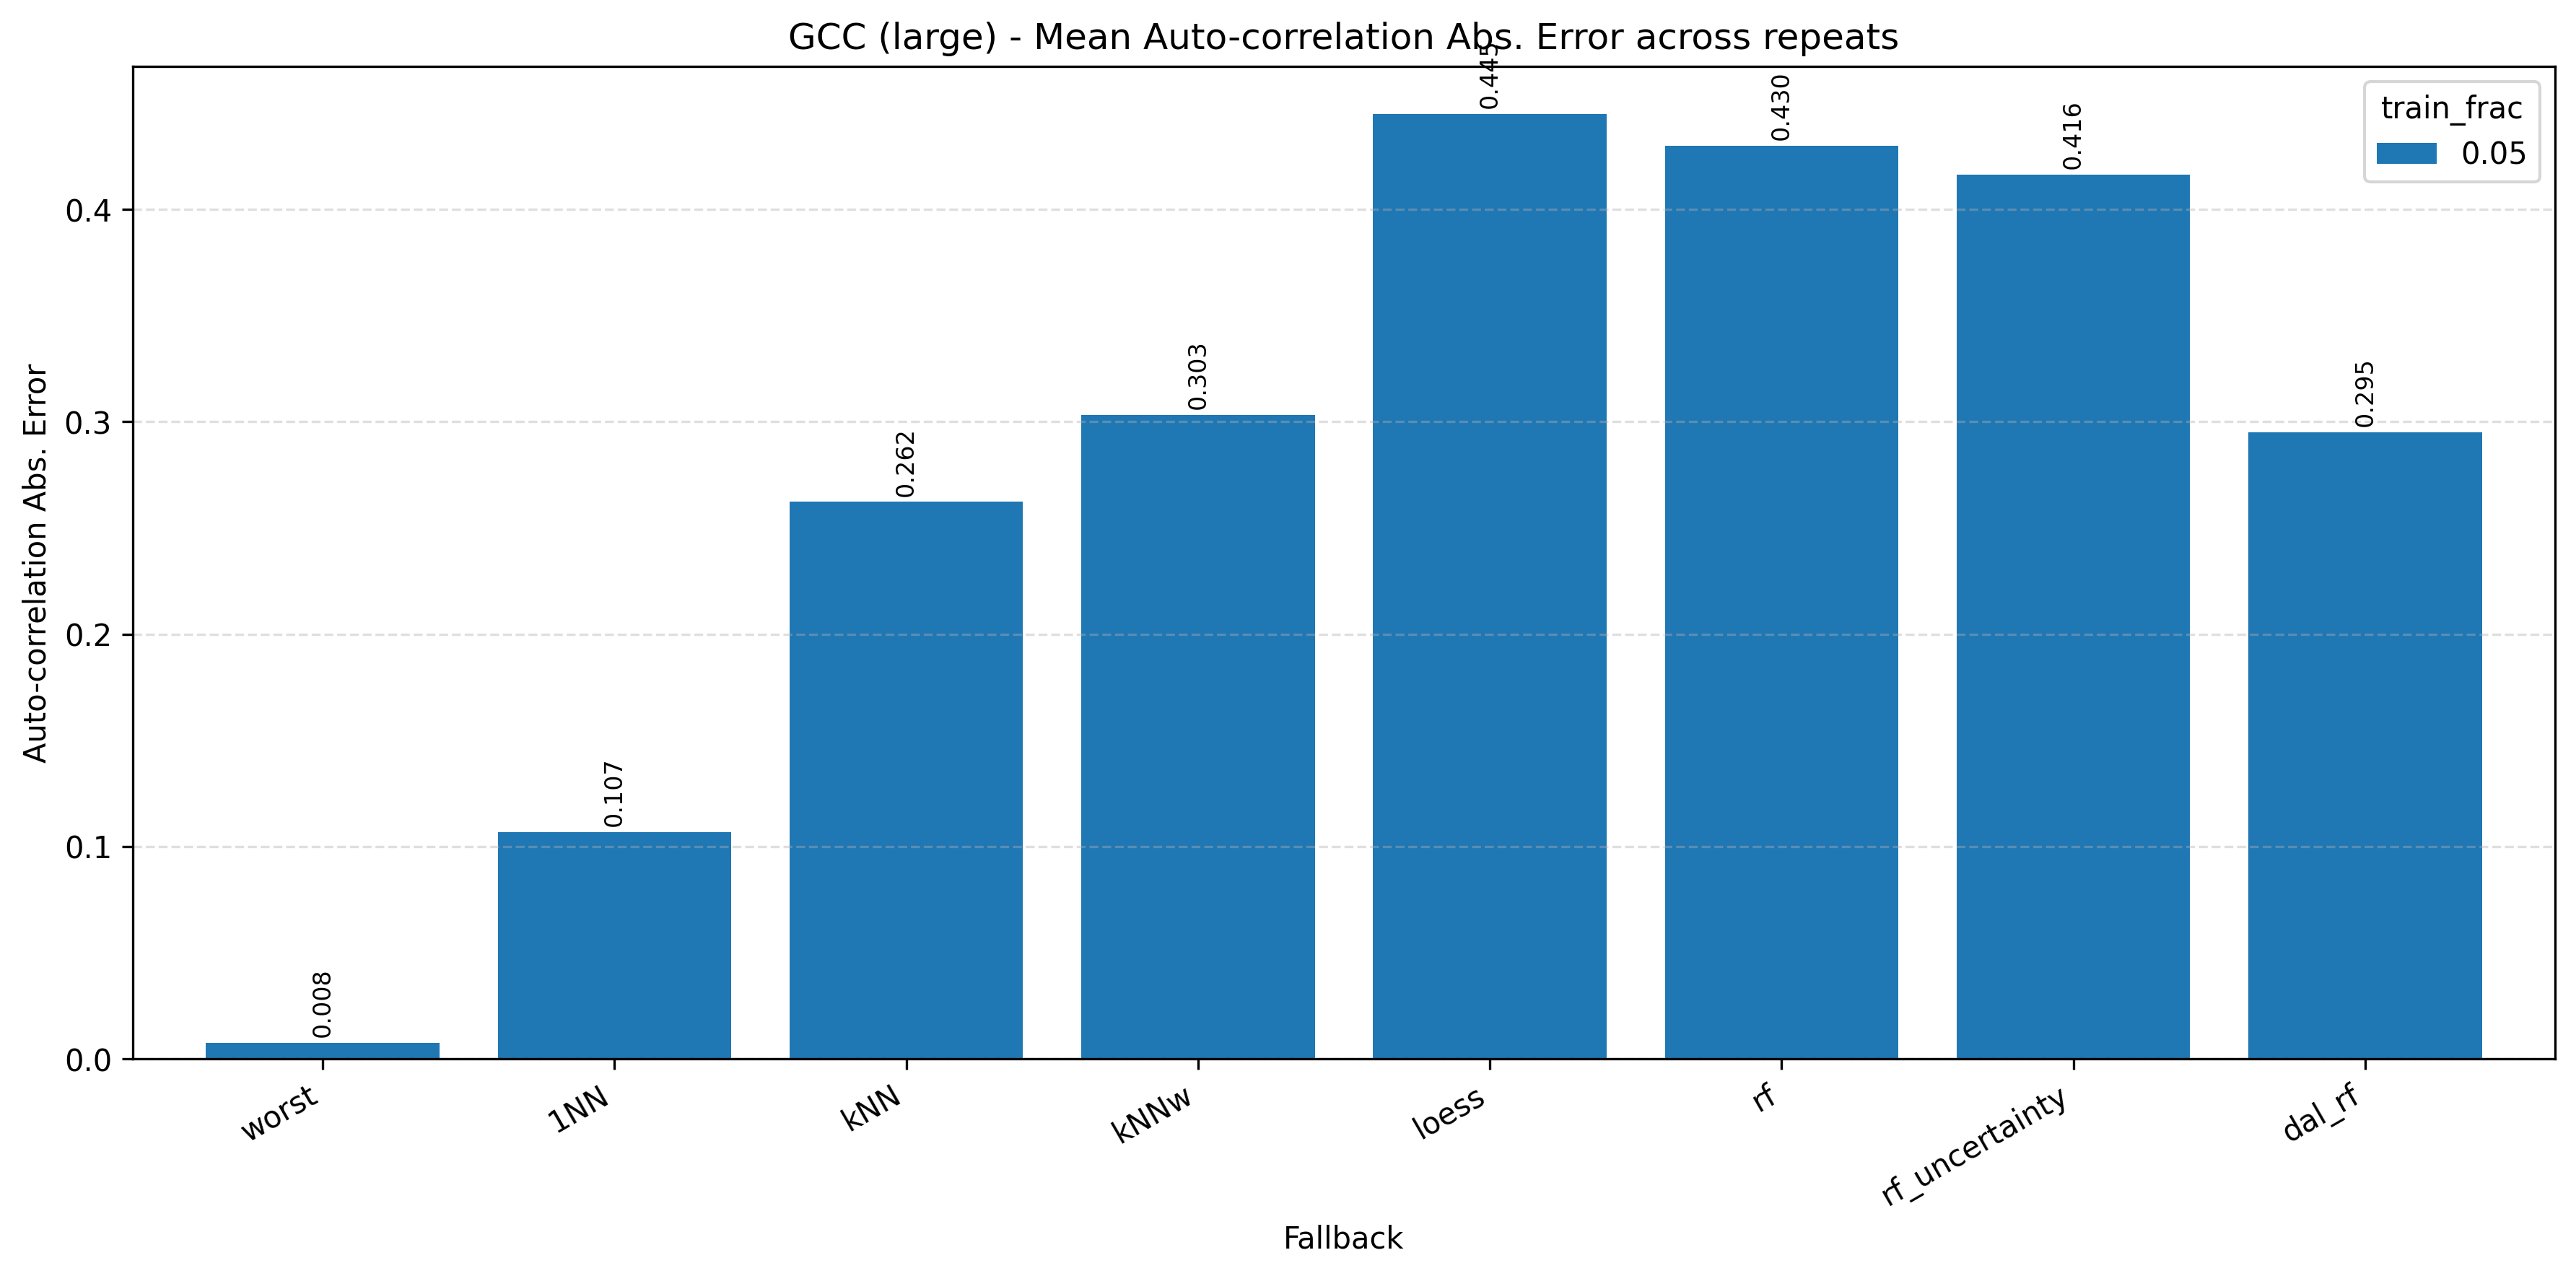 GCC (large) - Mean Auto-correlation Abs. Error across repeats
train_frac
0.05
Auto-correlation Abs. Error
0.4
0.3
0.2
0.1
0.0
0.008
0.107
0.262
0.303
0.445
0.430
0.416
0.295
worst
1NN
kNN
kNNw
loess
rf
rf_uncertainty
dal_rf
Fallback